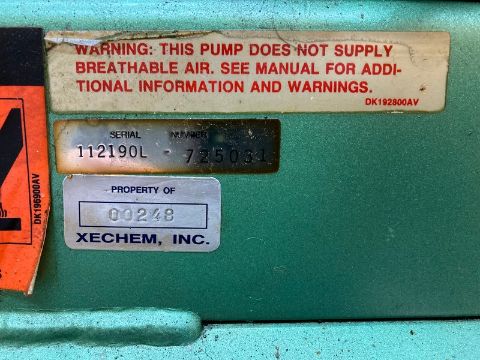 WARNING: THIS PUMP DOES NOT SUPPLY
BREATHABLE AIR. SEE MANUAL FOR ADDI-
TIONAL INFORMATION AND WARNINGS.
DK192800AV
SERIAL NUMBER
112190L - 725031
PROPERTY OF
00248
XECHEM, INC.
DK196900AV